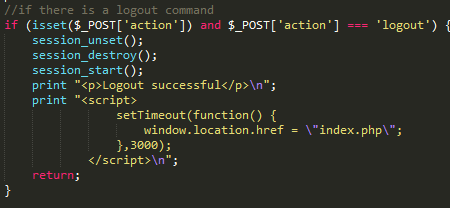 //if there is a logout command
if (isset($_POST['action']) and $_POST['action'] === 'logout') {
    session_unset();
    session_destroy();
    session_start();
    print "<p>Logout successful</p>\n";
    print "<script>
                setTimeout(function() {
                    window.location.href = \"index.php\";
                },3000);
            </script>\n";
    return;
}